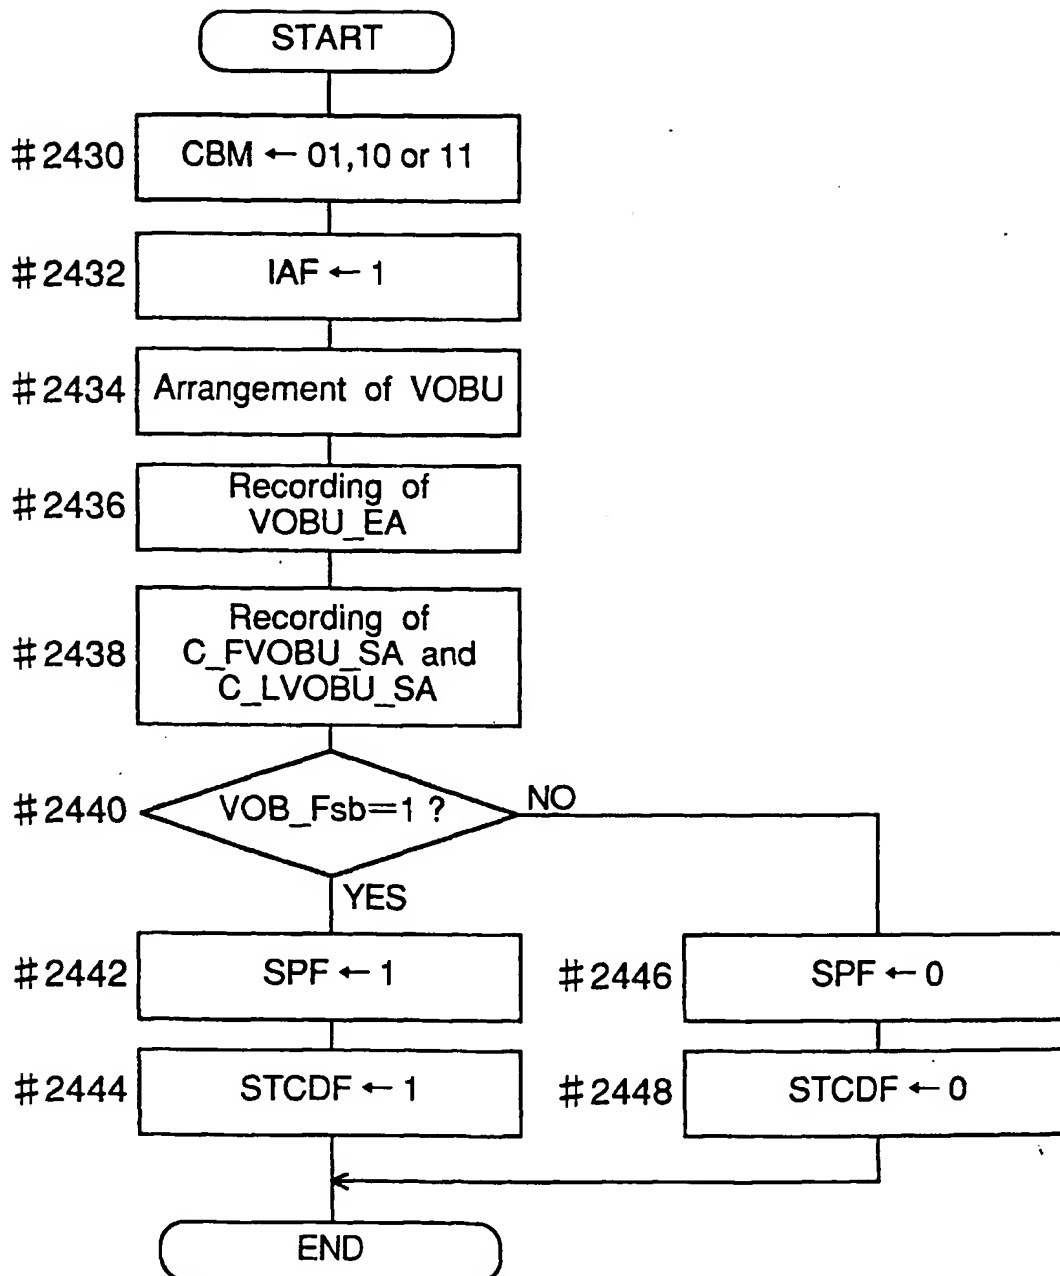 START
#2430
CBM ← 01,10 or 11
#2432
IAF ← 1
#2434
Arrangement of VOBU
#2436
Recording of
VOBU_EA
#2438
Recording of
C_FVOBU_SA and
C_LVOBU_SA
#2440
VOB_Fsb=1 ?
NO
YES
#2442
SPF ← 1
#2446
SPF ← 0
#2444
STCDF ← 1
#2448
STCDF ← 0
END